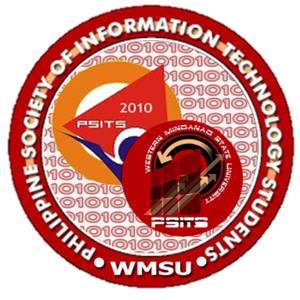 PHILIPPINE SOCIETY OF INFORMATION TECHNOLOGY STUDENTS
• WMSU •
2010
PSITS
WESTERN MINDANAO STATE UNIVERSITY
PSITS